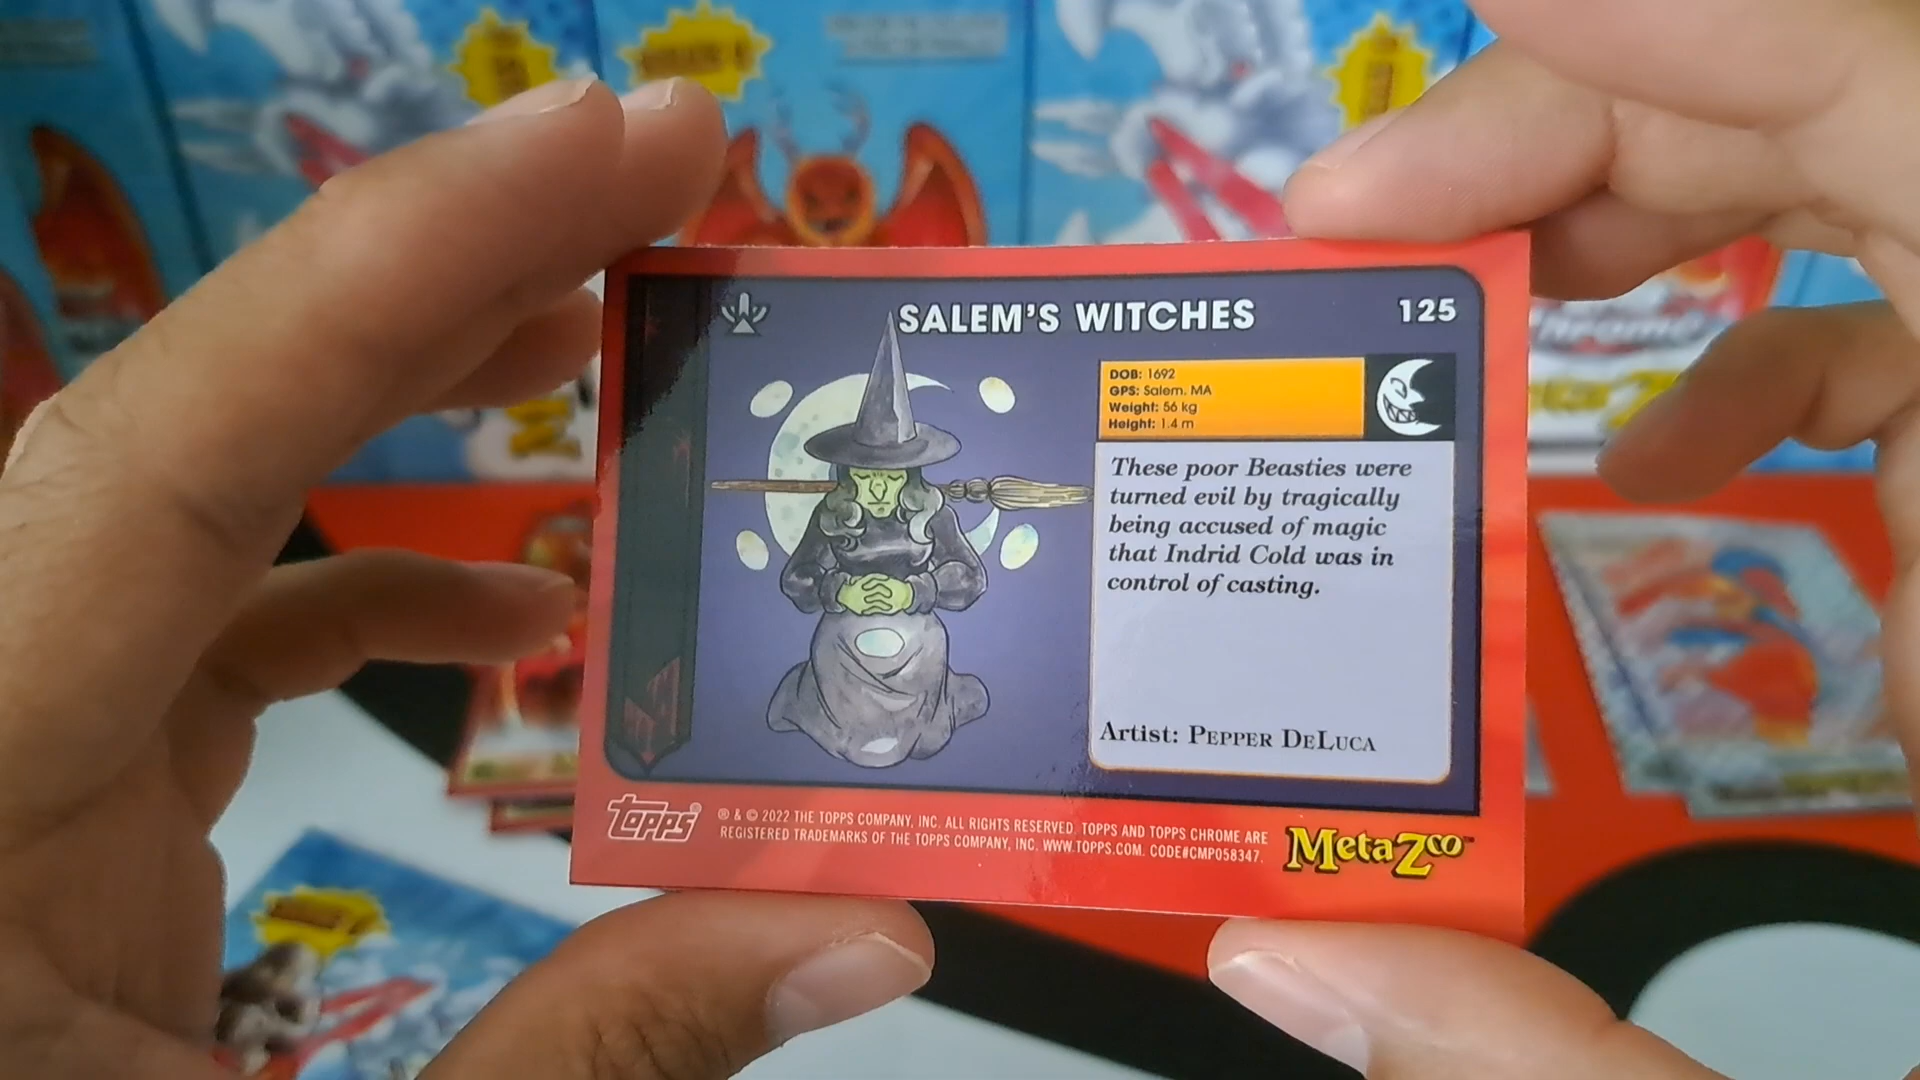 SALEM'S WITCHES
125
DOB: 1692
GPS: Salem, MA
Weight: 56 kg
Height: 1.4 m
These poor Beasties were
turned evil by tragically
being accused of magic
that Indrid Cold was in
control of casting.
Artist: PEPPER DELUCA
Topps®
® & © 2022 THE TOPPS COMPANY, INC. ALL RIGHTS RESERVED. TOPPS AND TOPPS CHROME ARE
REGISTERED TRADEMARKS OF THE TOPPS COMPANY, INC. WWW.TOPPS.COM. CODE#CMP058347.
MetaZoo™